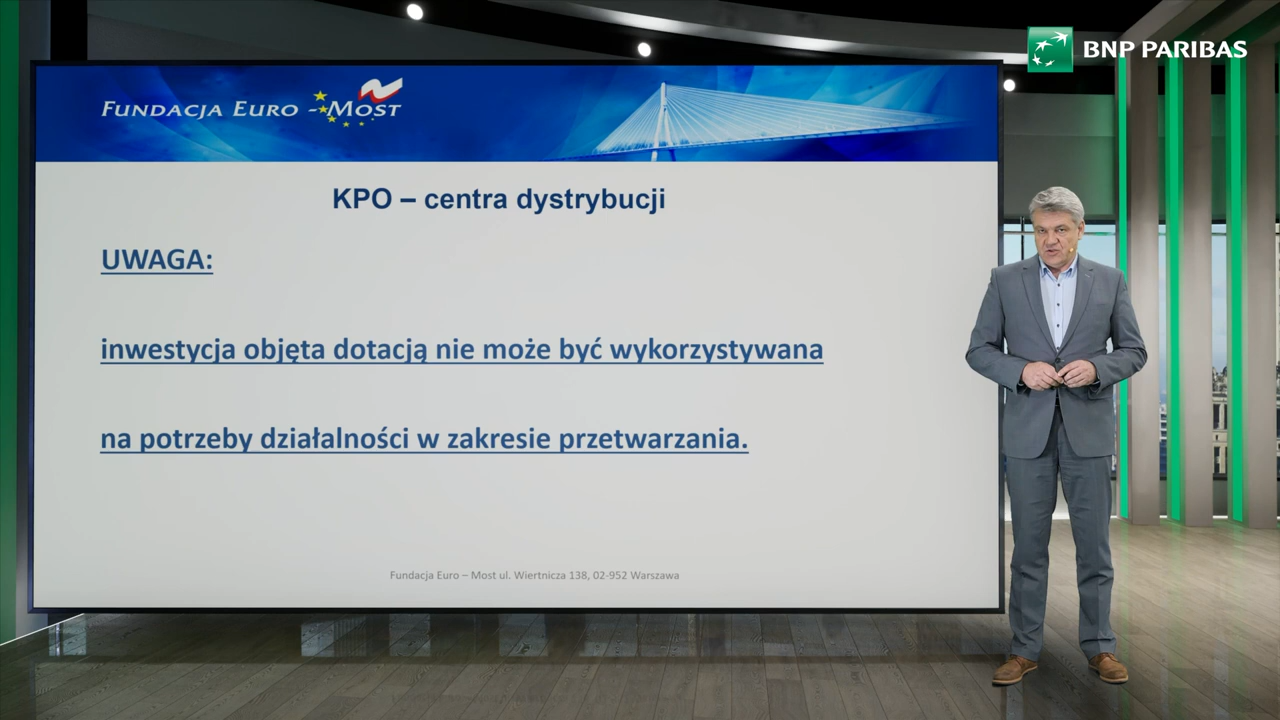 BNP PARIBAS
FUNDACJA EURO - MOST
KPO – centra dystrybucji
UWAGA:
inwestycja objęta dotacją nie może być wykorzystywana
na potrzeby działalności w zakresie przetwarzania.
Fundacja Euro – Most ul. Wiertnicza 138, 02-952 Warszawa